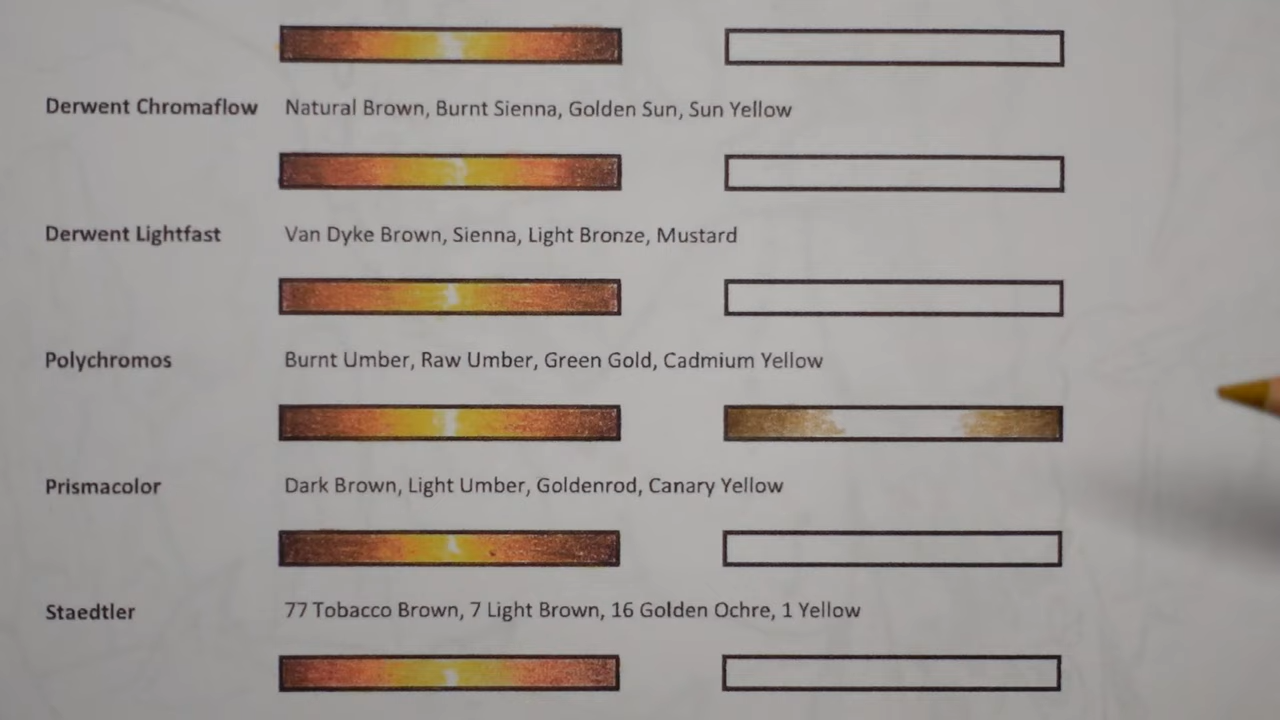 Derwent Chromaflow Natural Brown, Burnt Sienna, Golden Sun, Sun Yellow
Derwent Lightfast Van Dyke Brown, Sienna, Light Bronze, Mustard
Polychromos Burnt Umber, Raw Umber, Green Gold, Cadmium Yellow
Prismacolor Dark Brown, Light Umber, Goldenrod, Canary Yellow
Staedtler 77 Tobacco Brown, 7 Light Brown, 16 Golden Ochre, 1 Yellow